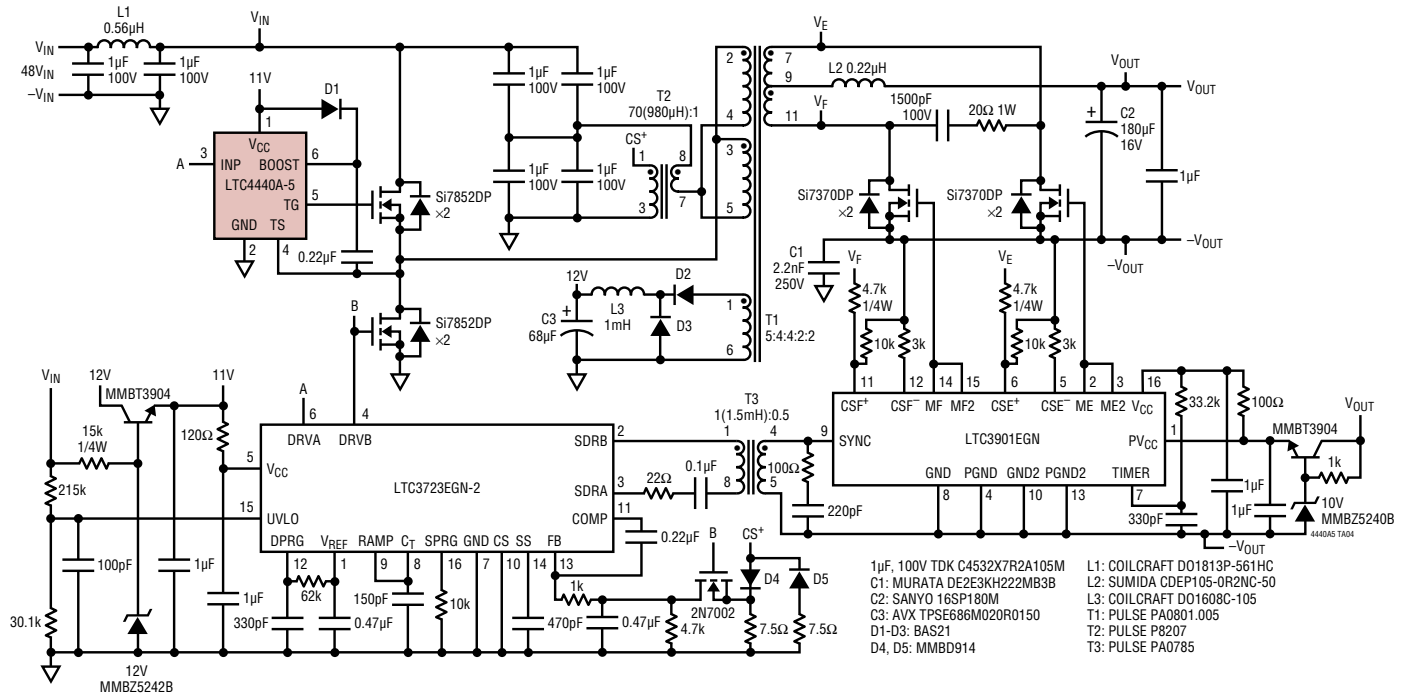 L1
0.56µH
VIN
VIN
48VIN
–VIN
1µF
100V
1µF
100V
11V
D1
1
VCC
A
3
INP
BOOST
6
LTC4440A-5
TG
5
GND
TS
2
4
0.22µF
Si7852DP
×2
B
Si7852DP
×2
1µF
100V
1µF
100V
1µF
100V
1µF
100V
T2
70(980µH):1
CS+
1
8
3
7
2
4
3
5
1
6
T1
5:4:4:2:2
12V
C3
68µF
+
L3
1mH
D2
D3
VE
7
9
11
VF
L2 0.22µH
1500pF
100V
20Ω 1W
VOUT
VOUT
+
C2
180µF
16V
1µF
Si7370DP
×2
Si7370DP
×2
–VOUT
–VOUT
C1
2.2nF
250V
VF
4.7k
1/4W
10k
3k
VE
4.7k
1/4W
10k
3k
11
12
14
15
6
5
2
3
16
CSF+
CSF–
MF
MF2
CSE+
CSE–
ME
ME2
VCC
9
SYNC
LTC3901EGN
PVCC
1
GND
PGND
GND2
PGND2
TIMER
8
4
10
13
7
33.2k
100Ω
VOUT
MMBT3904
1k
1µF
1µF
10V
MMBZ5240B
330pF
4440A5 TA04
–VOUT
VIN
12V
MMBT3904
11V
15k
1/4W
120Ω
215k
A
6
4
DRVA
DRVB
5
VCC
LTC3723EGN-2
15
UVLO
SDRB
2
SDRA
3
COMP
11
DPRG
VREF
RAMP
CT
SPRG
GND
CS
SS
FB
12
1
9
8
16
7
10
14
13
62k
100pF
1µF
1µF
330pF
0.47µF
150pF
10k
470pF
1k
0.47µF
4.7k
0.22µF
B
2N7002
CS+
D4
D5
7.5Ω
7.5Ω
30.1k
12V
MMBZ5242B
22Ω
0.1µF
T3
1(1.5mH):0.5
1
4
8
5
100Ω
220pF
1µF, 100V TDK C4532X7R2A105M
C1: MURATA DE2E3KH222MB3B
C2: SANYO 16SP180M
C3: AVX TPSE686M020R0150
D1-D3: BAS21
D4, D5: MMBD914
L1: COILCRAFT DO1813P-561HC
L2: SUMIDA CDEP105-0R2NC-50
L3: COILCRAFT DO1608C-105
T1: PULSE PA0801.005
T2: PULSE P8207
T3: PULSE PA0785